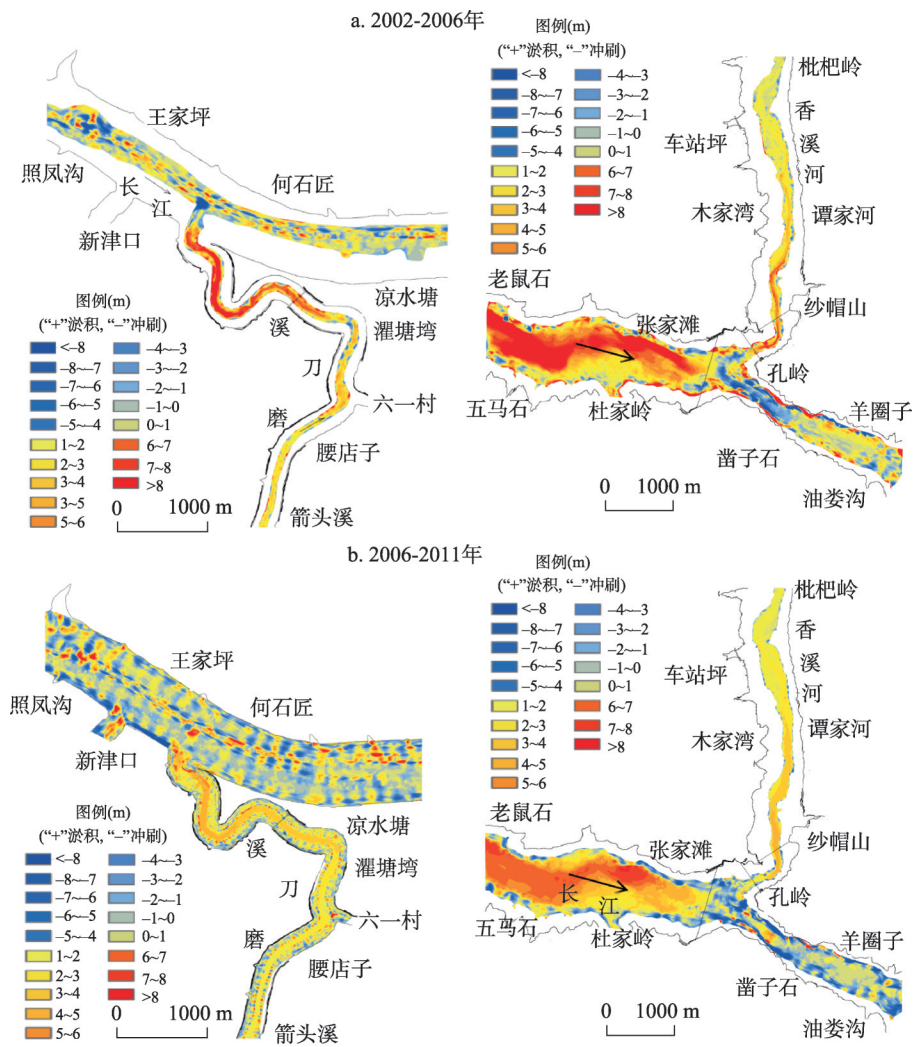 a. 2002-2006年
王家坪
照凤沟
长
江
何石匠
新津口
凉水塘
溪
灈塘塆
刀
六一村
磨
腰店子
箭头溪
图例(m)
(“+”淤积, “−”冲刷)
<−8
−8~−7
−7~−6
−6~−5
−5~−4
1~2
2~3
3~4
3~5
5~6
−4~−3
−3~−2
−2~−1
−1~0
0~1
6~7
7~8
>8
0 1000 m
图例(m)
(“+”淤积, “−”冲刷)
<−8
−8~−7
−7~−6
−6~−5
−5~−4
1~2
2~3
3~4
4~5
5~6
−4~−3
−3~−2
−2~−1
−1~0
0~1
6~7
7~8
>8
枇杷岭
香
溪
河
车站坪
木家湾
谭家河
老鼠石
纱帽山
张家滩
孔岭
五马石
杜家岭
羊圈子
凿子石
油娄沟
0 1000 m
b. 2006-2011年
王家坪
照凤沟
何石匠
新津口
凉水塘
溪
灈塘塆
刀
六一村
磨
腰店子
箭头溪
图例(m)
(“+”淤积, “−”冲刷)
<−8
−8~−7
−7~−6
−6~−5
−5~−4
1~2
2~3
3~4
4~5
5~6
−4~−3
−3~−2
−2~−1
−1~0
0~1
6~7
7~8
>8
0 1000 m
图例(m)
(“+”淤积, “−”冲刷)
<−8
−8~−7
−7~−6
−6~−5
−5~−4
1~2
2~3
3~4
4~5
5~6
−4~−3
−3~−2
−2~−1
−1~0
0~1
6~7
7~8
>8
枇杷岭
香
溪
河
车站坪
木家湾
谭家河
老鼠石
纱帽山
张家滩
长 江
孔岭
五马石
杜家岭
羊圈子
凿子石
油娄沟
0 1000 m